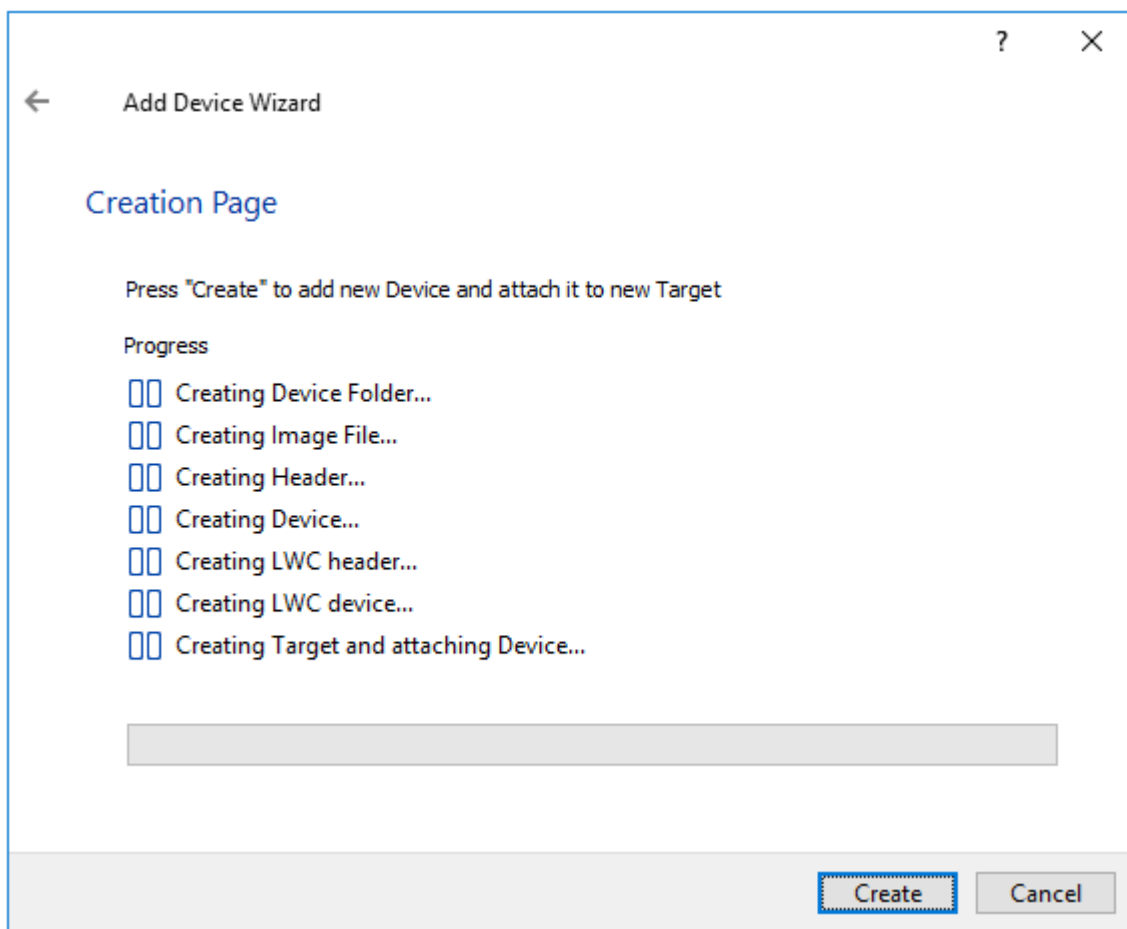 ?
Add Device Wizard
Creation Page
Press "Create" to add new Device and attach it to new Target
Progress
Creating Device Folder...
Creating Image File...
Creating Header...
Creating Device...
Creating LWC header...
Creating LWC device...
Creating Target and attaching Device...
Create Cancel